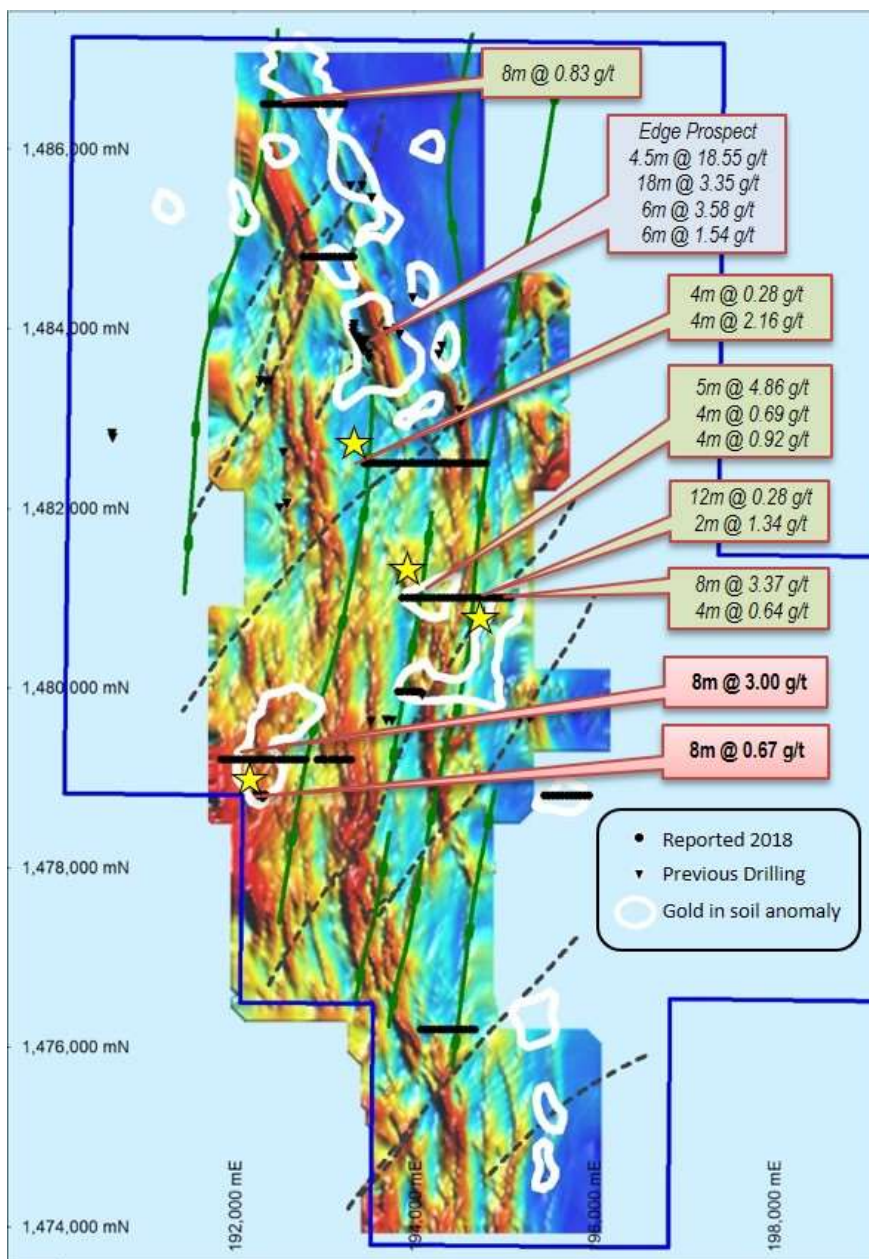 8m @ 0.83 g/t
1,486,000 mN
Edge Prospect
4.5m @ 18.55 g/t
18m @ 3.35 g/t
6m @ 3.58 g/t
6m @ 1.54 g/t
4m @ 0.28 g/t
4m @ 2.16 g/t
1,484,000 mN
5m @ 4.86 g/t
4m @ 0.69 g/t
4m @ 0.92 g/t
1,482,000 mN
12m @ 0.28 g/t
2m @ 1.34 g/t
8m @ 3.37 g/t
4m @ 0.64 g/t
1,480,000 mN
8m @ 3.00 g/t
8m @ 0.67 g/t
1,478,000 mN
Reported 2018
Previous Drilling
Gold in soil anomaly
1,476,000 mN
1,474,000 mN
192,000 mE
194,000 mE
196,000 mE
198,000 mE